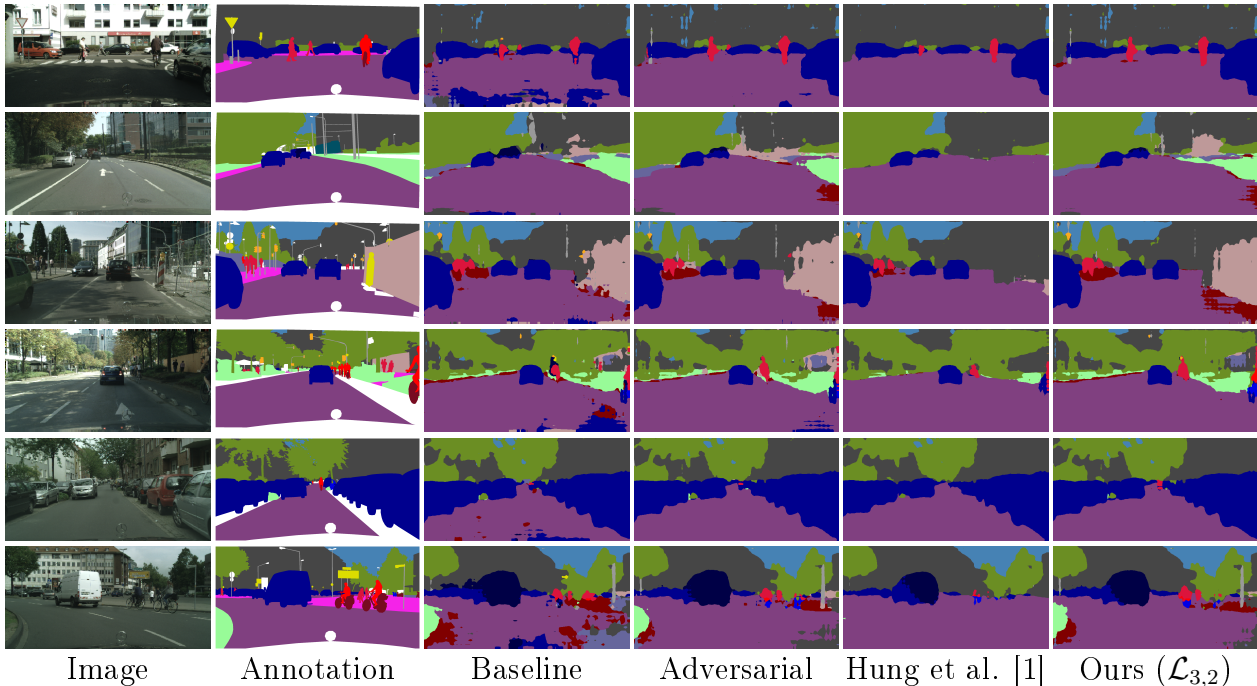 Image Annotation Baseline Adversarial Hung et al. [1] Ours (𝓛3,2)